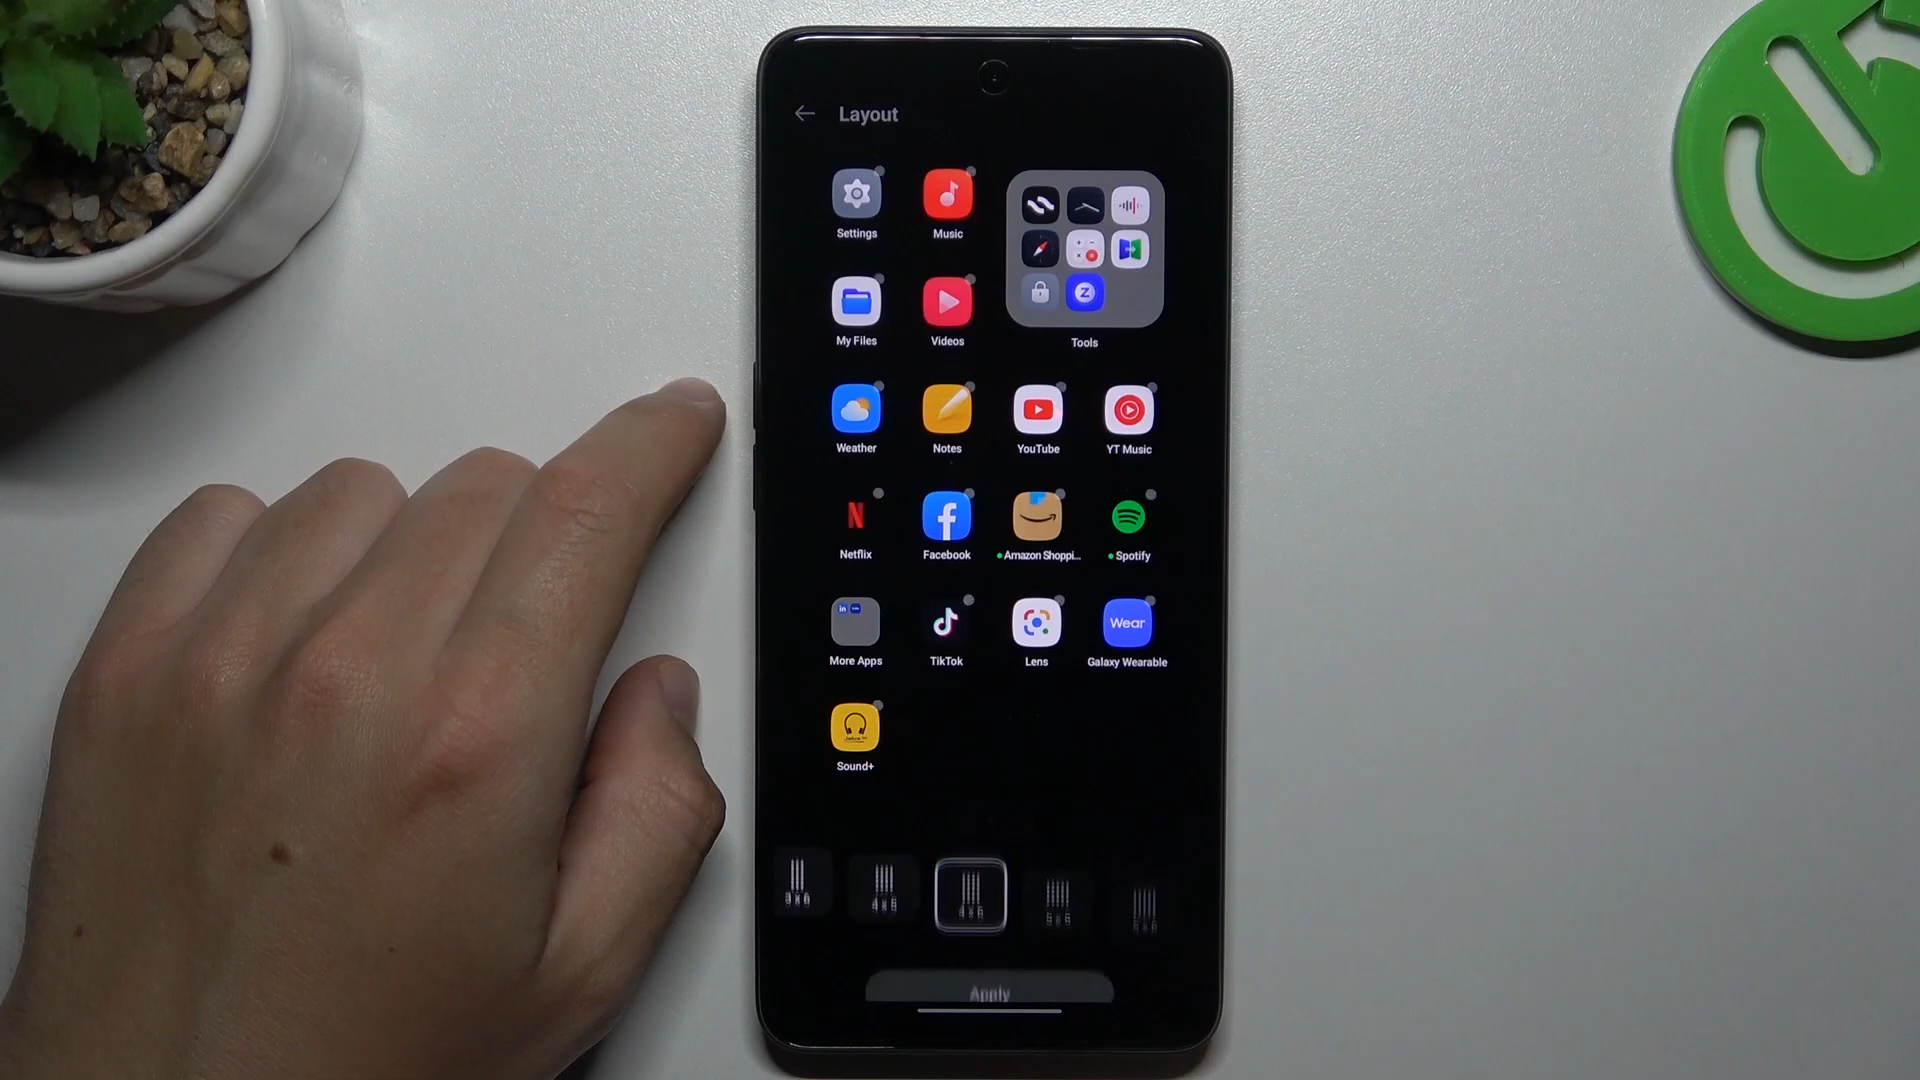 Layout
Settings
Music
My Files
Videos
Tools
Weather
Notes
YouTube
YT Music
Netflix
Facebook
Amazon Shoppi...
Spotify
More Apps
TikTok
Lens
Wear
Galaxy Wearable
Sound+
Apply